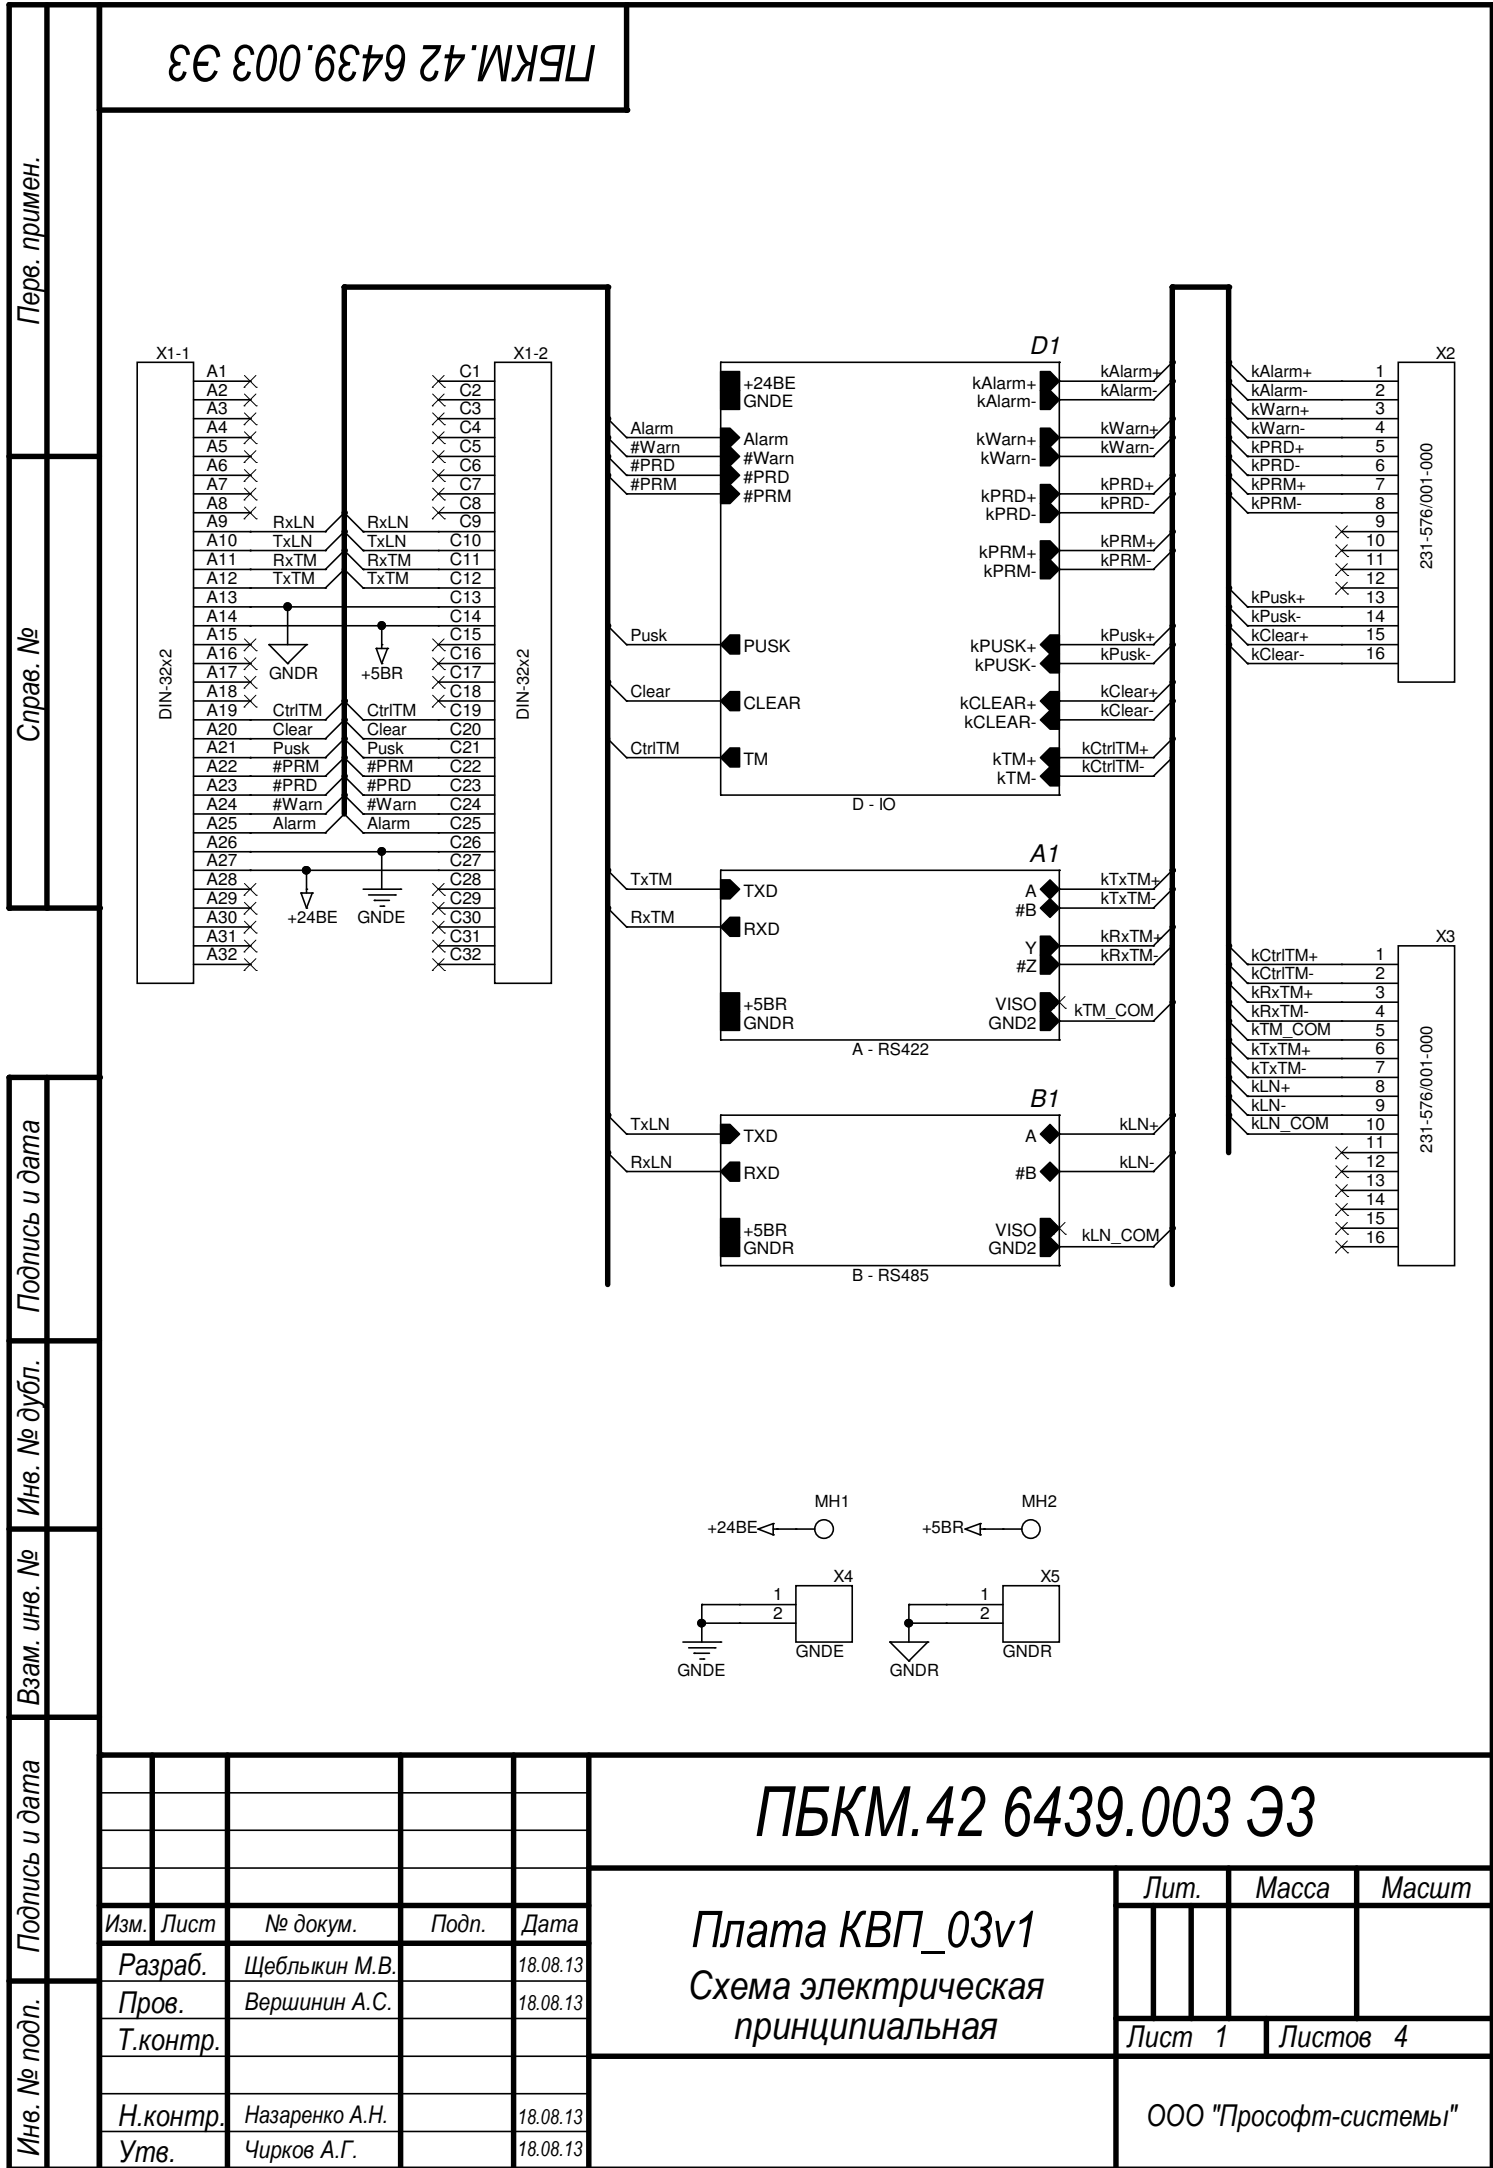 ПБКМ.42 6439.003 Э3
Перв. примен.
Справ. №
Подпись и дата
Инв. № дубл.
Взам. инв. №
Подпись и дата
Инв. № подп.
X1-1
A1
A2
A3
A4
A5
A6
A7
A8
A9 RxLN
A10 TxLN
A11 RxTM
A12 TxTM
A13
A14
A15
A16
A17
A18
A19 CtrlTM
A20 Clear
A21 Pusk
A22 #PRM
A23 #PRD
A24 #Warn
A25 Alarm
A26
A27
A28
A29
A30
A31
A32
DIN-32x2
GNDR
+5BR
+24BE
GNDE
X1-2
C1
C2
C3
C4
C5
C6
C7
C8
RxLN C9
TxLN C10
RxTM C11
TxTM C12
C13
C14
C15
C16
C17
C18
CtrlTM C19
Clear C20
Pusk C21
#PRM C22
#PRD C23
#Warn C24
Alarm C25
C26
C27
C28
C29
C30
C31
C32
DIN-32x2
D1
+24BE
GNDE
Alarm Alarm
#Warn #Warn
#PRD #PRD
#PRM #PRM
Pusk PUSK
Clear CLEAR
CtrlTM TM
kAlarm+ kAlarm+
kAlarm- kAlarm-
kWarn+ kWarn+
kWarn- kWarn-
kPRD+ kPRD+
kPRD- kPRD-
kPRM+ kPRM+
kPRM- kPRM-
kPUSK+ kPusk+
kPUSK- kPusk-
kCLEAR+ kClear+
kCLEAR- kClear-
kTM+ kCtrlTM+
kTM- kCtrlTM-
D - IO
A1
TxTM TXD
RxTM RXD
+5BR
GNDR
A kTxTM+
#B kTxTM-
Y kRxTM+
#Z kRxTM-
VISO
GND2 kTM_COM
A - RS422
B1
TxLN TXD
RxLN RXD
+5BR
GNDR
A kLN+
#B kLN-
VISO
GND2 kLN_COM
B - RS485
X2
kAlarm+ 1
kAlarm- 2
kWarn+ 3
kWarn- 4
kPRD+ 5
kPRD- 6
kPRM+ 7
kPRM- 8
9
10
11
12
kPusk+ 13
kPusk- 14
kClear+ 15
kClear- 16
231-576/001-000
X3
kCtrlTM+ 1
kCtrlTM- 2
kRxTM+ 3
kRxTM- 4
kTM_COM 5
kTxTM+ 6
kTxTM- 7
kLN+ 8
kLN- 9
kLN_COM 10
11
12
13
14
15
16
231-576/001-000
MH1
+24BE
MH2
+5BR
X4
1
2
GNDE
GNDE
X5
1
2
GNDR
GNDR
ПБКМ.42 6439.003 Э3
Плата КВП_03v1
Схема электрическая
принципиальная
Лит. Масса Масшт
Лист 1 Листов 4
ООО "Прософт-системы"
Изм. Лист № докум. Подп. Дата
Разраб. Щеблыкин М.В. 18.08.13
Пров. Вершинин А.С. 18.08.13
Т.контр.
Н.контр. Назаренко А.Н. 18.08.13
Утв. Чирков А.Г. 18.08.13